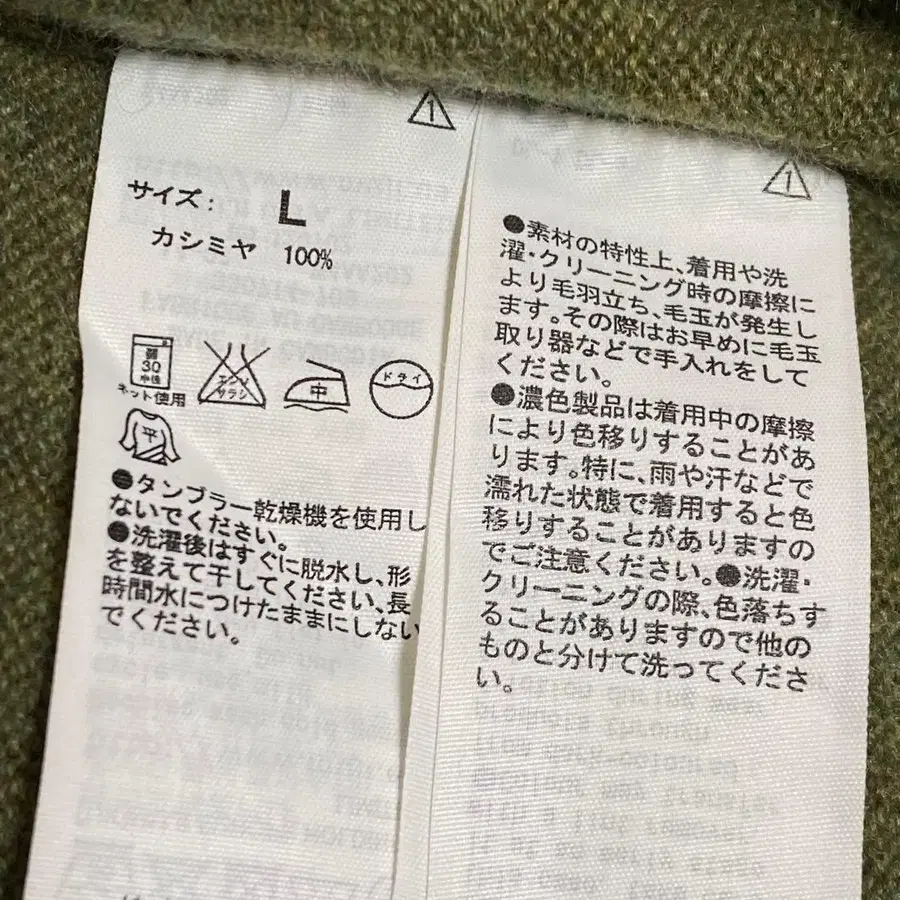 1
サイズ: L
カシミヤ 100%
弱
30
中性
ネット使用
エンソ
サラシ
中
ドライ
平
●タンブラー乾燥機を使用し
ないでください。
●洗濯後はすぐに脱水し、形
を整えて干してください、長
時間水につけたままにしない
でください。
1
●素材の特性上、着用や洗
濯・クリーニング時の摩擦に
より毛羽立ち、毛玉が発生し
ます。その際はお早めに毛玉
取り器などで手入れをして
ください。
●濃色製品は着用中の摩擦
により色移りすることがあ
ります。特に、雨や汗などで
濡れた状態で着用すると色
移りすることがありますの
でご注意ください。●洗濯・
クリーニングの際、色落ちす
ることがありますので他の
ものと分けて洗ってくださ
い。